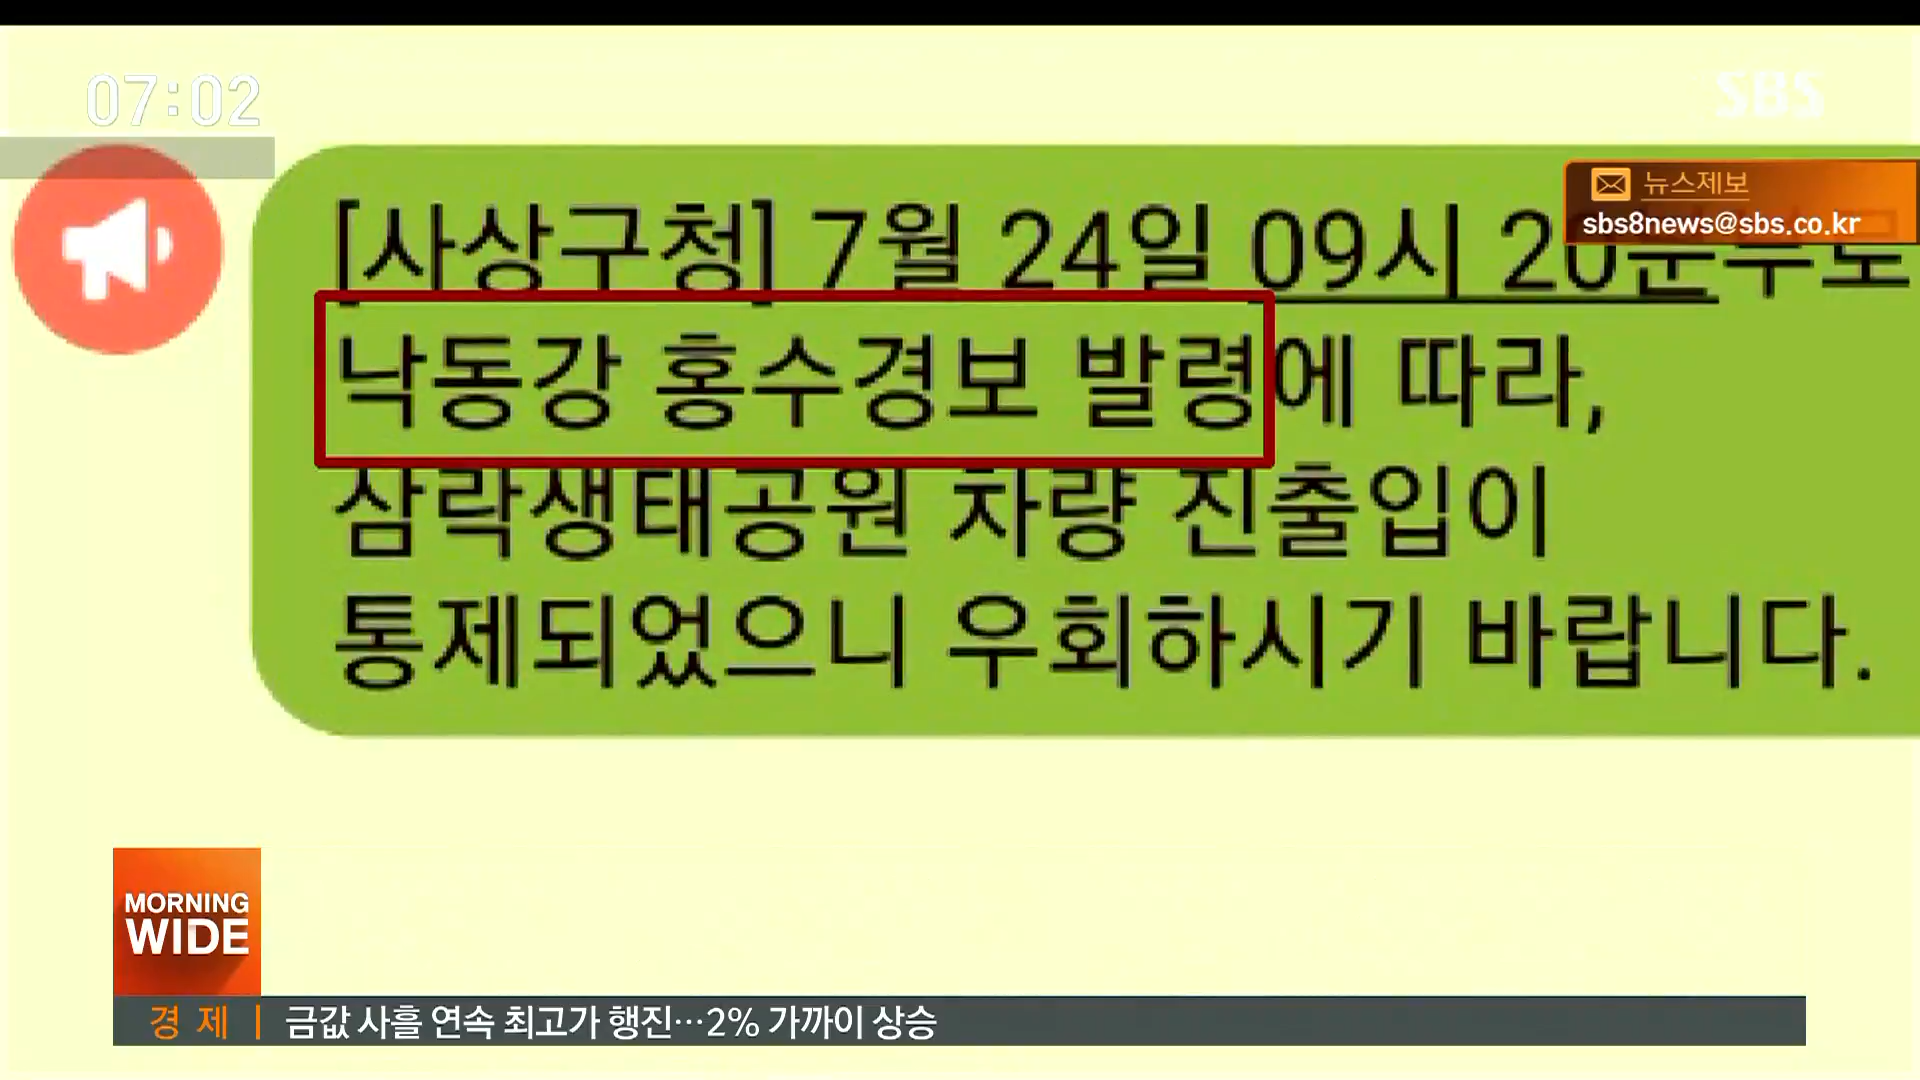 07:02
SBS
뉴스제보
sbs8news@sbs.co.kr
[사상구청] 7월 24일 09시 20분부로
낙동강 홍수경보 발령에 따라,
삼락생태공원 차량 진출입이
통제되었으니 우회하시기 바랍니다.
MORNING
WIDE
경제 | 금값 사흘 연속 최고가 행진…2% 가까이 상승